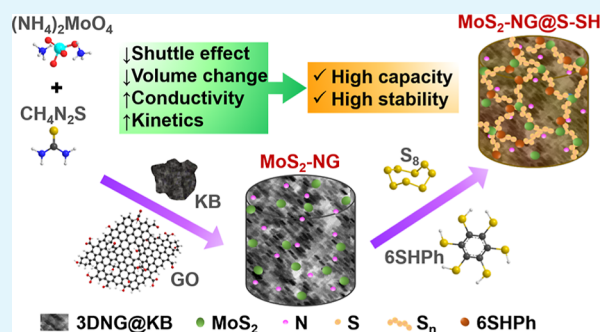 (NH4)2MoO4
+
CH4N2S
↓Shuttle effect
↓Volume change
↑Conductivity
↑Kinetics
✓ High capacity
✓ High stability
MoS2-NG@S-SH
KB
GO
MoS2-NG
S8
6SHPh
3DNG@KB MoS2 N S Sn 6SHPh